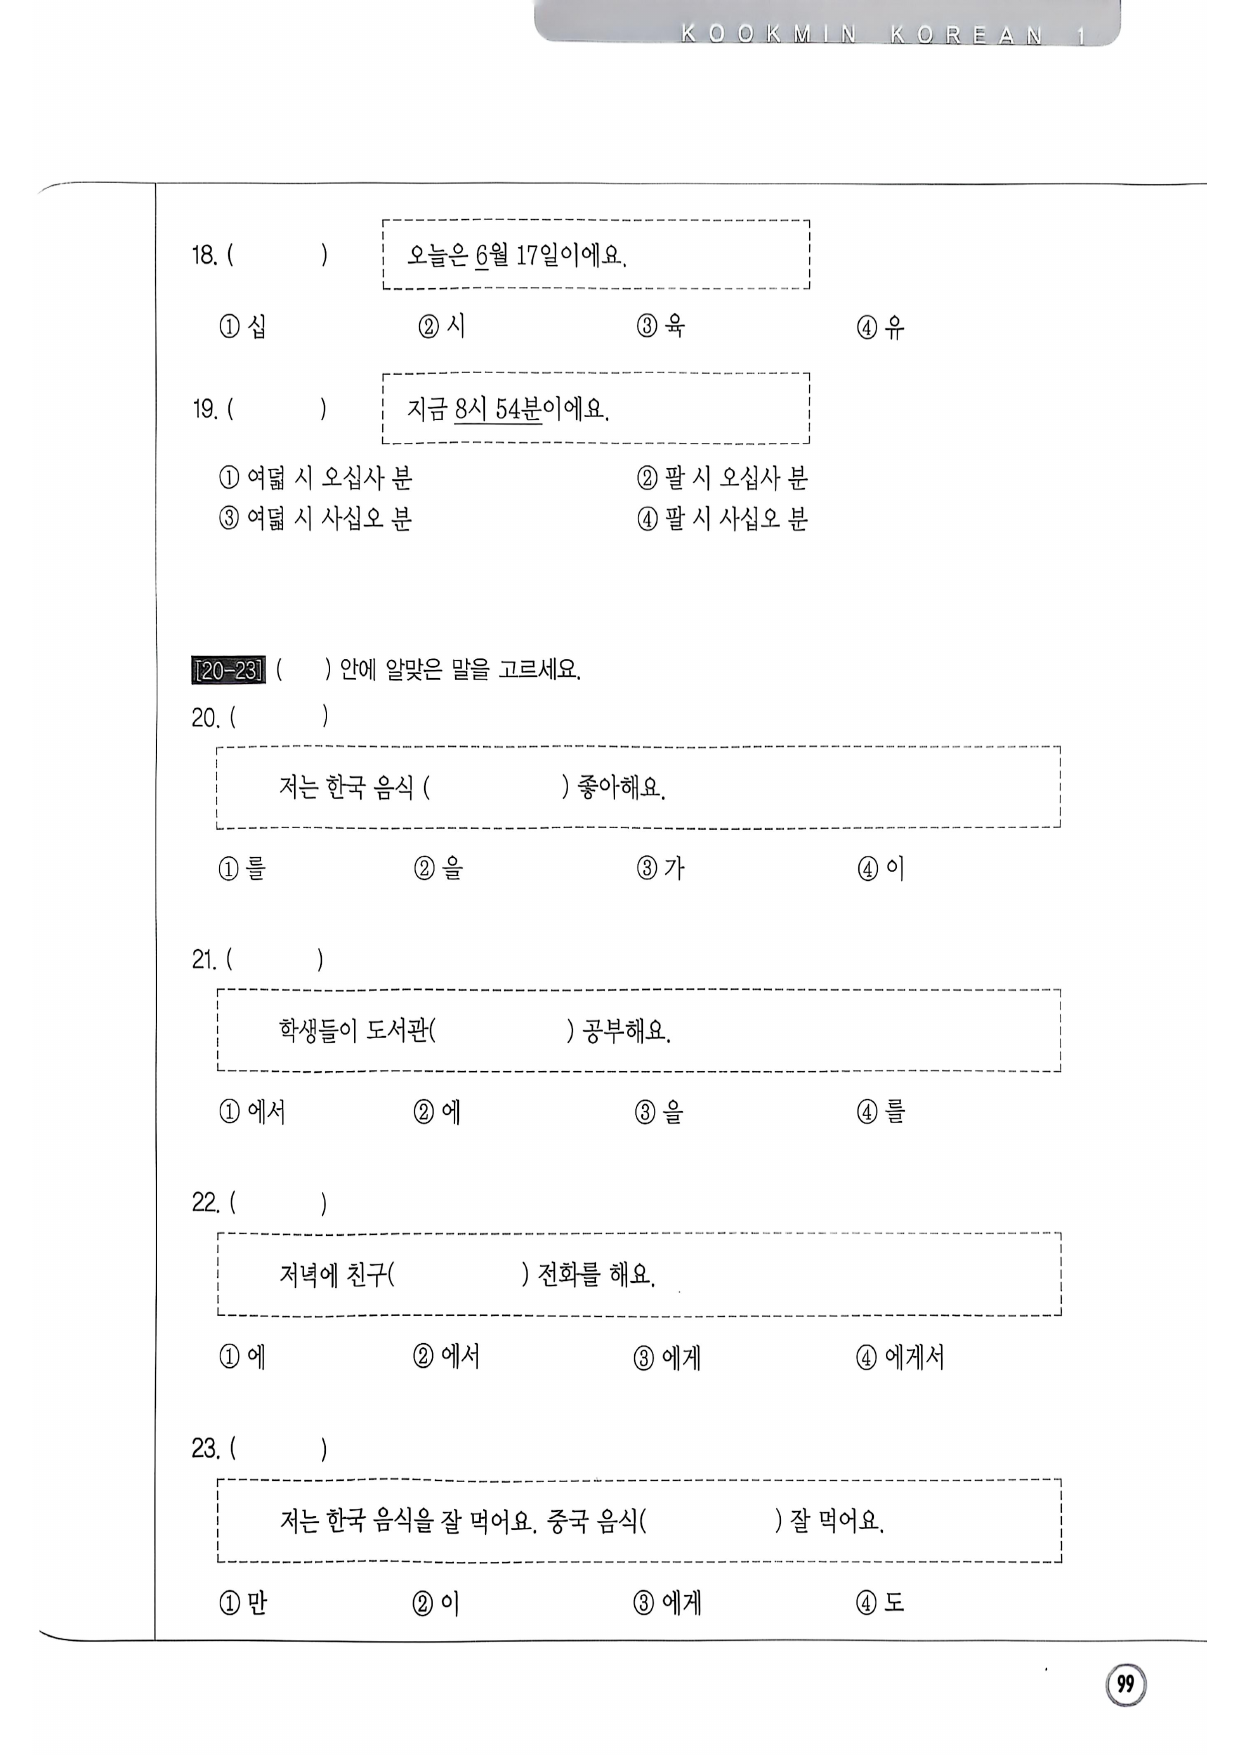 KOOKMIN KOREAN 1
18. ( ) 오늘은 6월 17일이에요.
① 십 ② 시 ③ 육 ④ 유
19. ( ) 지금 8시 54분이에요.
① 여덟 시 오십사 분 ② 팔 시 오십사 분
③ 여덟 시 사십오 분 ④ 팔 시 사십오 분
[20-23] ( ) 안에 알맞은 말을 고르세요.
20. ( )
저는 한국 음식 ( ) 좋아해요.
① 를 ② 을 ③ 가 ④ 이
21. ( )
학생들이 도서관( ) 공부해요.
① 에서 ② 에 ③ 을 ④ 를
22. ( )
저녁에 친구( ) 전화를 해요.
① 에 ② 에서 ③ 에게 ④ 에게서
23. ( )
저는 한국 음식을 잘 먹어요. 중국 음식( ) 잘 먹어요.
① 만 ② 이 ③ 에게 ④ 도
99